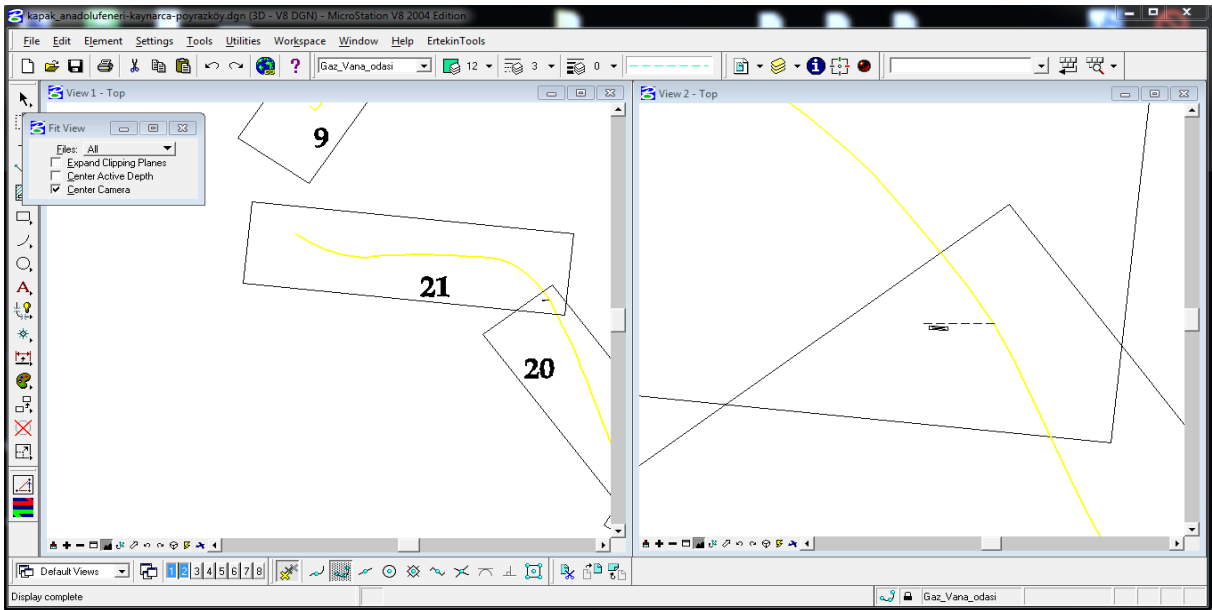 kapak_anadolufeneri-kaynarca-poyrazköy.dgn (3D - V8 DGN) - MicroStation V8 2004 Edition
File Edit Element Settings Tools Utilities Workspace Window Help ErtekinTools
Gaz_Vana_odasi 12 3 0
View 1 - Top
View 2 - Top
Fit View
Files: All
Expand Clipping Planes
Center Active Depth
Center Camera
9
21
20
Default Views 1 2 3 4 5 6 7 8
Display complete
Gaz_Vana_odasi